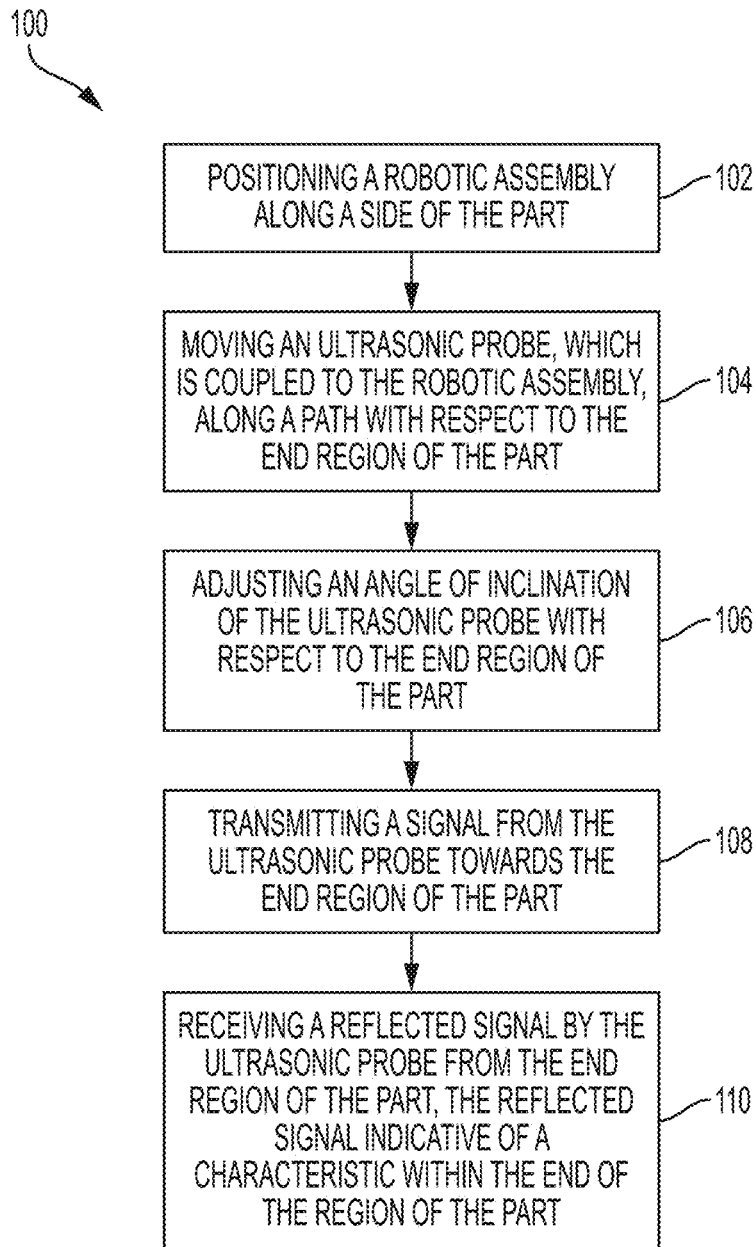 100
POSITIONING A ROBOTIC ASSEMBLY
ALONG A SIDE OF THE PART
102
MOVING AN ULTRASONIC PROBE, WHICH
IS COUPLED TO THE ROBOTIC ASSEMBLY,
ALONG A PATH WITH RESPECT TO THE
END REGION OF THE PART
104
ADJUSTING AN ANGLE OF INCLINATION
OF THE ULTRASONIC PROBE WITH
RESPECT TO THE END REGION OF
THE PART
106
TRANSMITTING A SIGNAL FROM THE
ULTRASONIC PROBE TOWARDS THE
END REGION OF THE PART
108
RECEIVING A REFLECTED SIGNAL BY THE
ULTRASONIC PROBE FROM THE END
REGION OF THE PART, THE REFLECTED
SIGNAL INDICATIVE OF A
CHARACTERISTIC WITHIN THE END OF
THE REGION OF THE PART
110